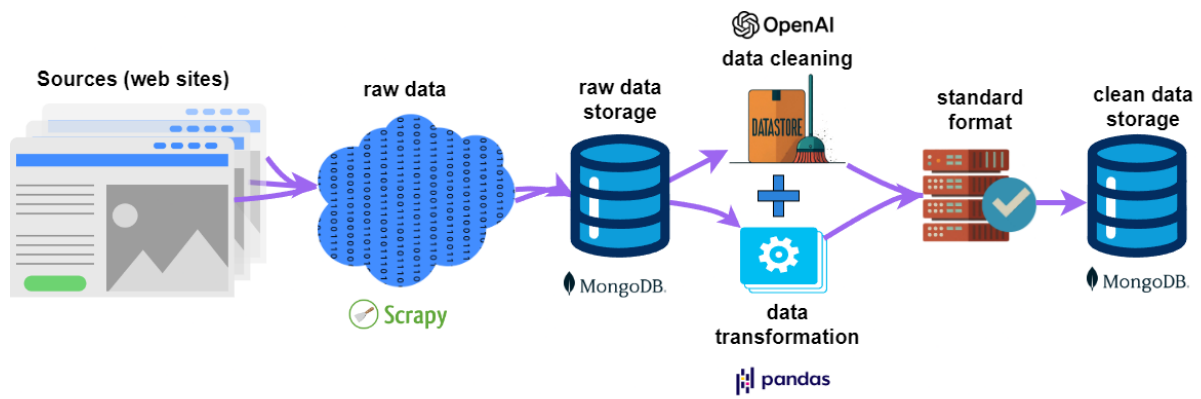 Sources (web sites)
raw data
Scrapy
raw data
storage
MongoDB.
OpenAI
data cleaning
DATASTORE
data
transformation
pandas
standard
format
clean data
storage
MongoDB.